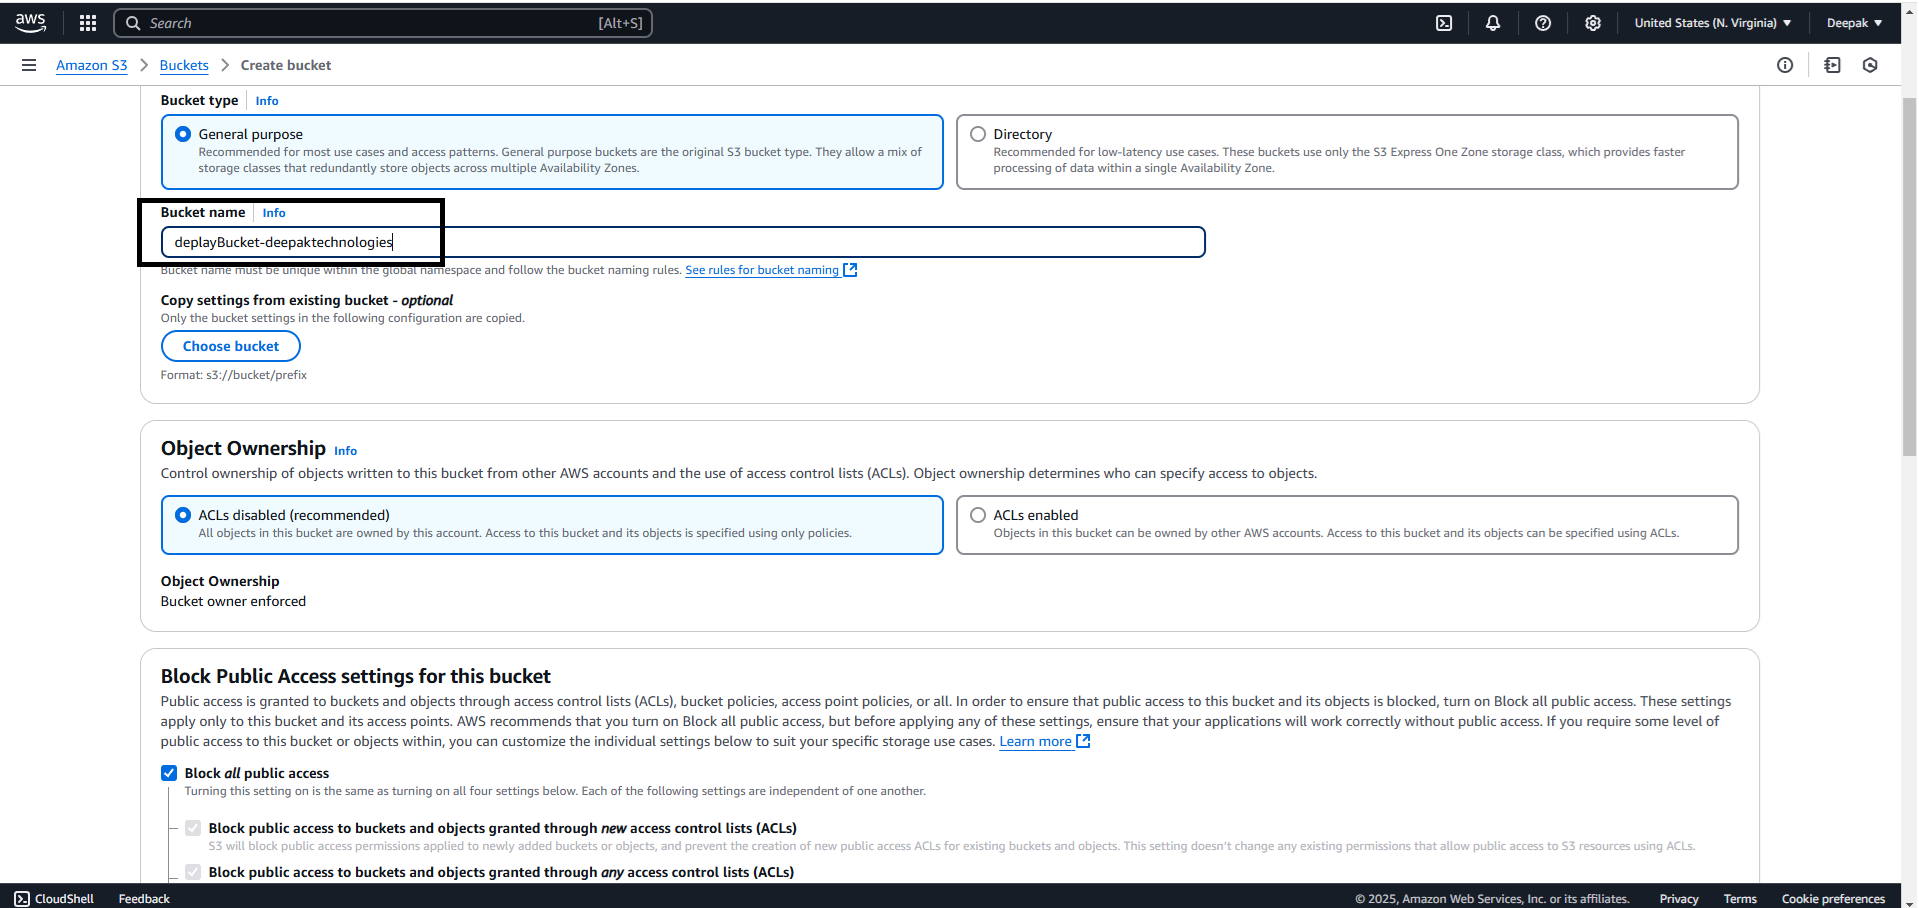 aws
Search [Alt+S]
United States (N. Virginia)
Deepak
Amazon S3 > Buckets > Create bucket
Bucket type Info
General purpose
Recommended for most use cases and access patterns. General purpose buckets are the original S3 bucket type. They allow a mix of
storage classes that redundantly store objects across multiple Availability Zones.
Directory
Recommended for low-latency use cases. These buckets use only the S3 Express One Zone storage class, which provides faster
processing of data within a single Availability Zone.
Bucket name Info
deplayBucket-deepaktechnologies
Bucket name must be unique within the global namespace and follow the bucket naming rules. See rules for bucket naming
Copy settings from existing bucket - optional
Only the bucket settings in the following configuration are copied.
Choose bucket
Format: s3://bucket/prefix
Object Ownership Info
Control ownership of objects written to this bucket from other AWS accounts and the use of access control lists (ACLs). Object ownership determines who can specify access to objects.
ACLs disabled (recommended)
All objects in this bucket are owned by this account. Access to this bucket and its objects is specified using only policies.
ACLs enabled
Objects in this bucket can be owned by other AWS accounts. Access to this bucket and its objects can be specified using ACLs.
Object Ownership
Bucket owner enforced
Block Public Access settings for this bucket
Public access is granted to buckets and objects through access control lists (ACLs), bucket policies, access point policies, or all. In order to ensure that public access to this bucket and its objects is blocked, turn on Block all public access. These settings
apply only to this bucket and its access points. AWS recommends that you turn on Block all public access, but before applying any of these settings, ensure that your applications will work correctly without public access. If you require some level of
public access to this bucket or objects within, you can customize the individual settings below to suit your specific storage use cases. Learn more
Block all public access
Turning this setting on is the same as turning on all four settings below. Each of the following settings are independent of one another.
Block public access to buckets and objects granted through new access control lists (ACLs)
S3 will block public access permissions applied to newly added buckets or objects, and prevent the creation of new public access ACLs for existing buckets and objects. This setting doesn't change any existing permissions that allow public access to S3 resources using ACLs.
Block public access to buckets and objects granted through any access control lists (ACLs)
CloudShell Feedback
© 2025, Amazon Web Services, Inc. or its affiliates. Privacy Terms Cookie preferences